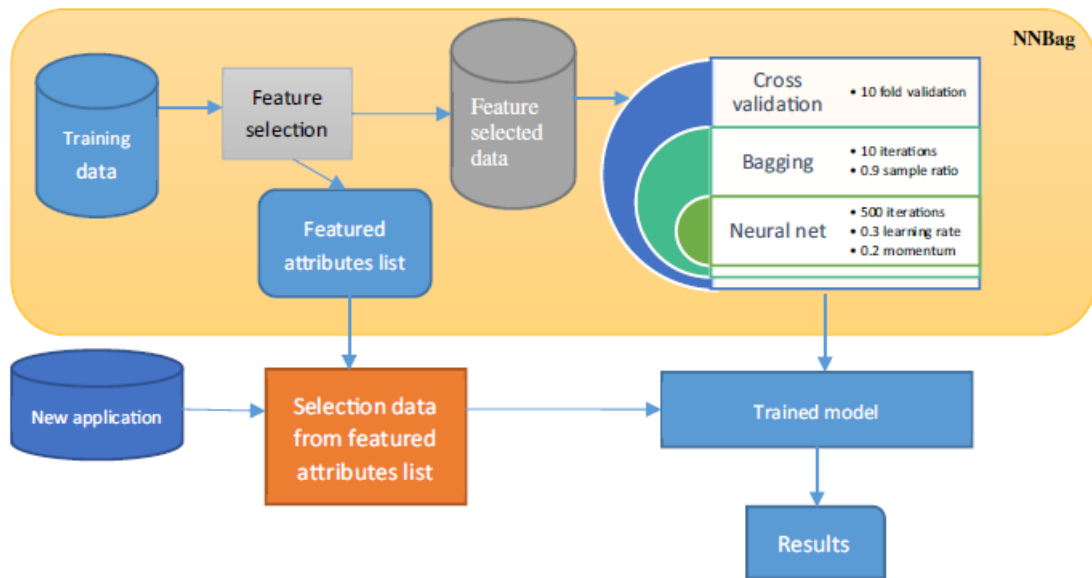 NNBag
Training
data
Feature
selection
Feature
selected
data
Cross
validation
• 10 fold validation
Bagging
• 10 iterations
• 0.9 sample ratio
Neural net
• 500 iterations
• 0.3 learning rate
• 0.2 momentum
Featured
attributes list
New application
Selection data
from featured
attributes list
Trained model
Results